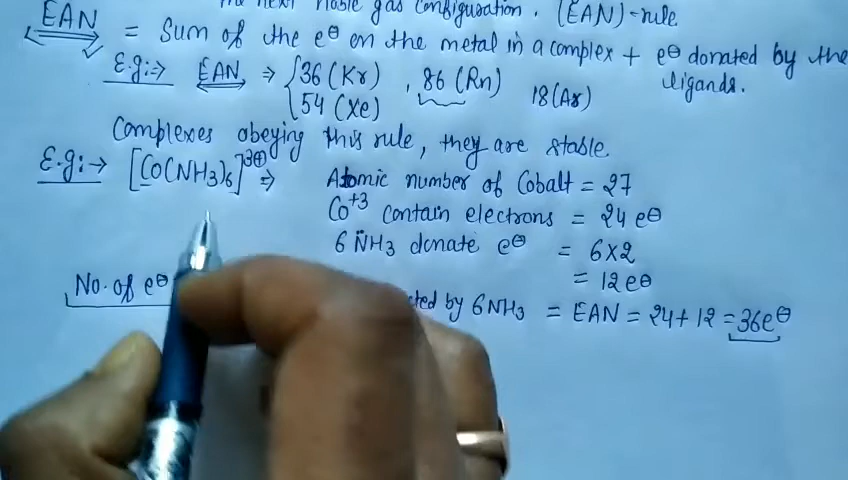 the next noble gas configuration. (EAN)-rule.
EAN = Sum of the e⊖ on the metal in a complex + e⊖ donated by the ligands.
E.g:→ EAN ⇒ {36 (Kr), 86 (Rn) 18 (Ar)
54 (Xe)
Complexes obeying this rule, they are stable.
E.g:→ [Co(NH3)6]3⊕ ⇒ Atomic number of Cobalt = 27
Co+3 contain electrons = 24 e⊖
6 N̈H3 donate e⊖ = 6×2
= 12e⊖
No. of e⊖ by 6NH3 = EAN = 24+12 = 36e⊖